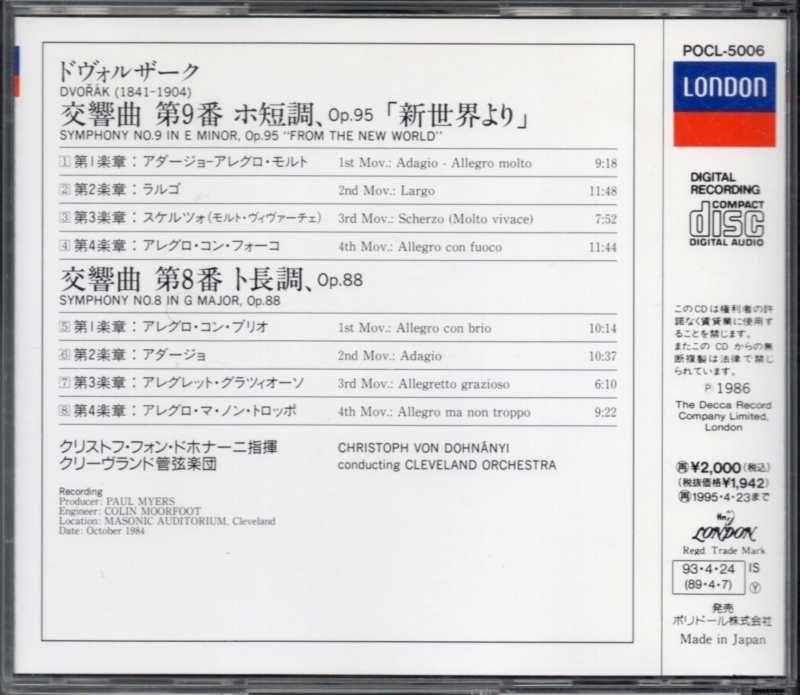 ドヴォルザーク
DVOŘÁK (1841-1904)
交響曲 第9番 ホ短調、Op.95「新世界より」
SYMPHONY NO.9 IN E MINOR, Op.95 "FROM THE NEW WORLD"
1 第1楽章：アダージョ-アレグロ・モルト 1st Mov.: Adagio - Allegro molto 9:18
2 第2楽章：ラルゴ 2nd Mov.: Largo 11:48
3 第3楽章：スケルツォ(モルト・ヴィヴァーチェ) 3rd Mov.: Scherzo (Molto vivace) 7:52
4 第4楽章：アレグロ・コン・フォーコ 4th Mov.: Allegro con fuoco 11:44
交響曲 第8番 ト長調、Op.88
SYMPHONY NO.8 IN G MAJOR, Op.88
5 第1楽章：アレグロ・コン・ブリオ 1st Mov.: Allegro con brio 10:14
6 第2楽章：アダージョ 2nd Mov.: Adagio 10:37
7 第3楽章：アレグレット・グラツィオーソ 3rd Mov.: Allegretto grazioso 6:10
8 第4楽章：アレグロ・マ・ノン・トロッポ 4th Mov.: Allegro ma non troppo 9:22
クリストフ・フォン・ドホナーニ指揮 CHRISTOPH VON DOHNÁNYI
クリーヴランド管弦楽団 conducting CLEVELAND ORCHESTRA
Recording
Producer: PAUL MYERS
Engineer: COLIN MOORFOOT
Location: MASONIC AUDITORIUM, Cleveland
Date: October 1984
POCL-5006
LONDON
DIGITAL
RECORDING
COMPACT
disc
DIGITAL AUDIO
このCDは権利者の許
諾なく賃貸業に使用す
ることを禁じます。
またこの CD からの無
断複製は法律で禁じ
られています。
℗ 1986
The Decca Record
Company Limited,
London
再¥2,000(税込)
(税抜価格¥1,942)
再1995・4・23まで
LONDON
Regd. Trade Mark
93・4・24 IS
(89・4・7) Y
発売
ポリドール株式会社
Made in Japan